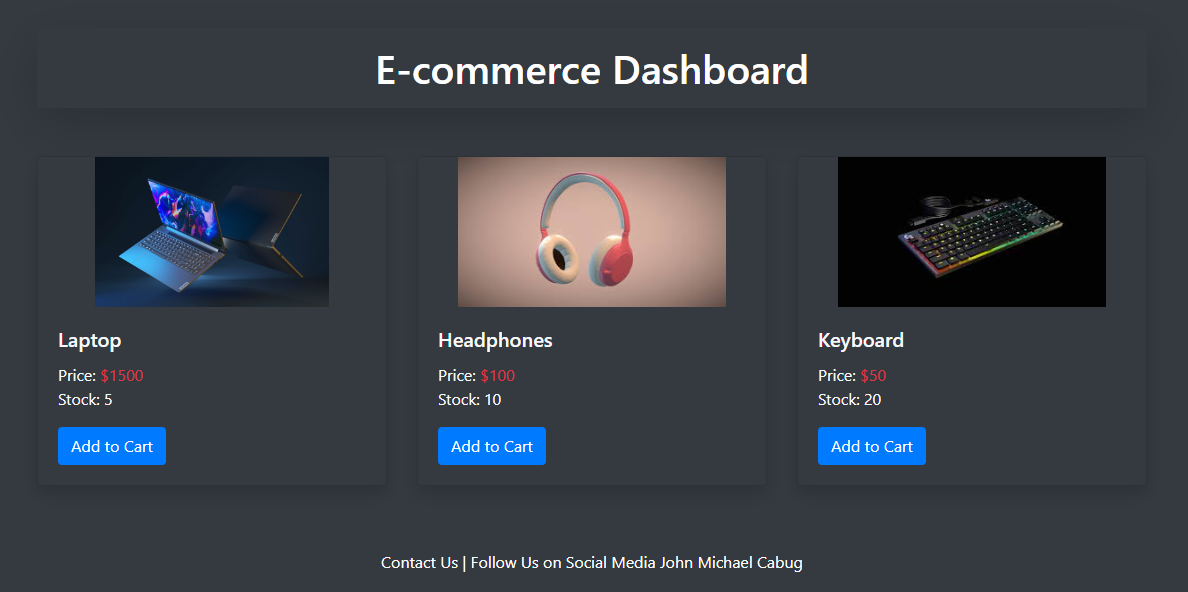 E-commerce Dashboard
Laptop
Price: $1500
Stock: 5
Add to Cart
Headphones
Price: $100
Stock: 10
Add to Cart
Keyboard
Price: $50
Stock: 20
Add to Cart
Contact Us | Follow Us on Social Media John Michael Cabug